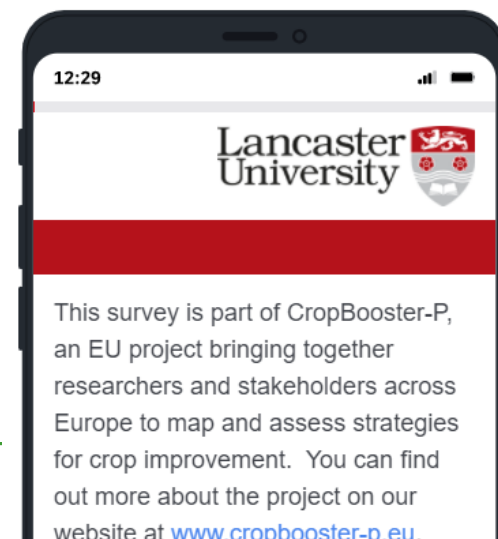 12:29
Lancaster
University
This survey is part of CropBooster-P,
an EU project bringing together
researchers and stakeholders across
Europe to map and assess strategies
for crop improvement.  You can find
out more about the project on our
website at www.cropbooster-p.eu.